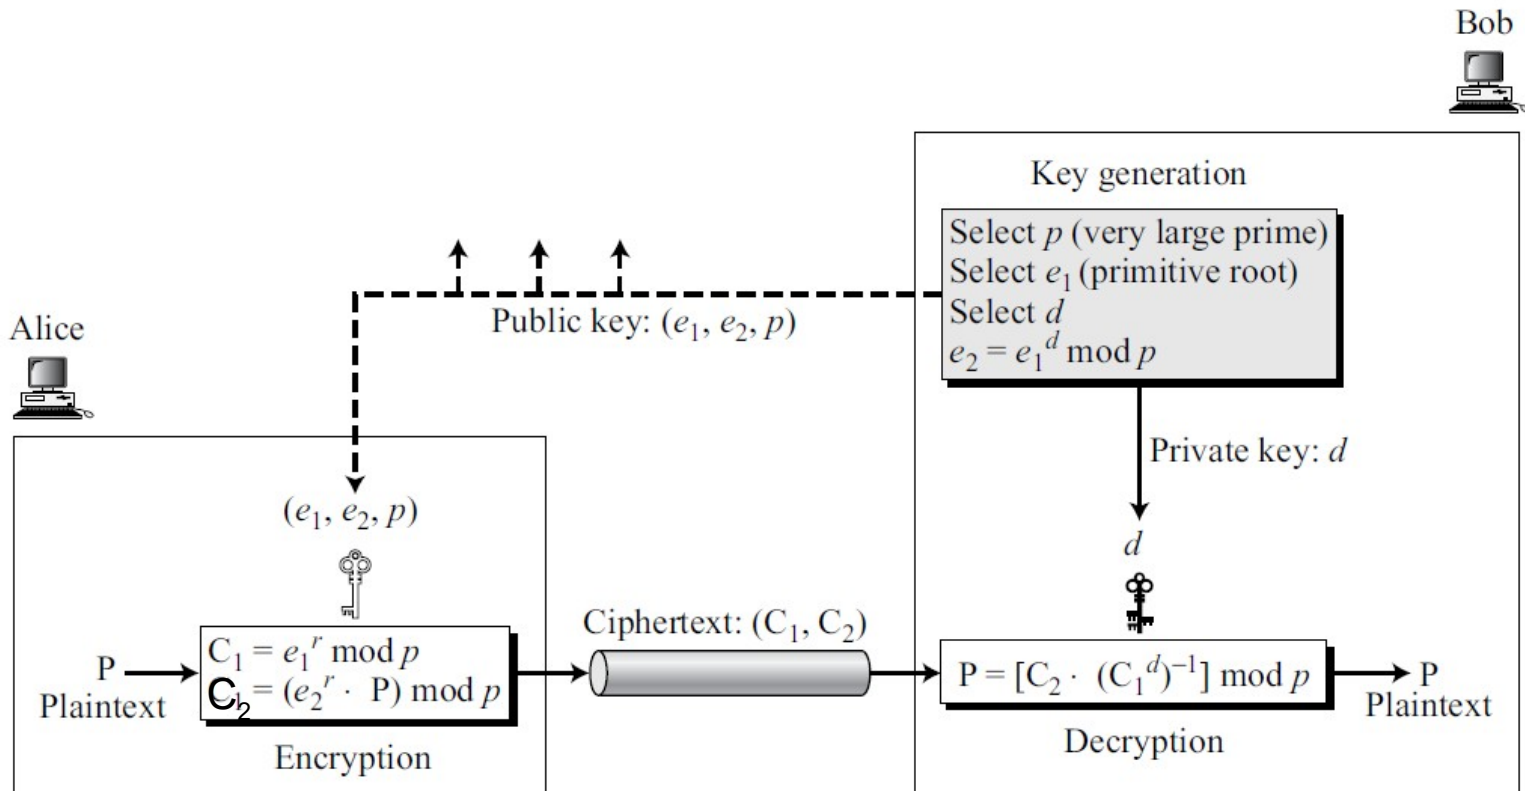 Bob
Key generation
Select p (very large prime)
Select e₁ (primitive root)
Select d
e₂ = e₁ᵈ mod p
Public key: (e₁, e₂, p)
Alice
Private key: d
(e₁, e₂, p)
d
Ciphertext: (C₁, C₂)
C₁ = e₁ʳ mod p
C₂ = (e₂ʳ · P) mod p
P
Plaintext
Encryption
P = [C₂ · (C₁ᵈ)⁻¹] mod p
P
Plaintext
Decryption